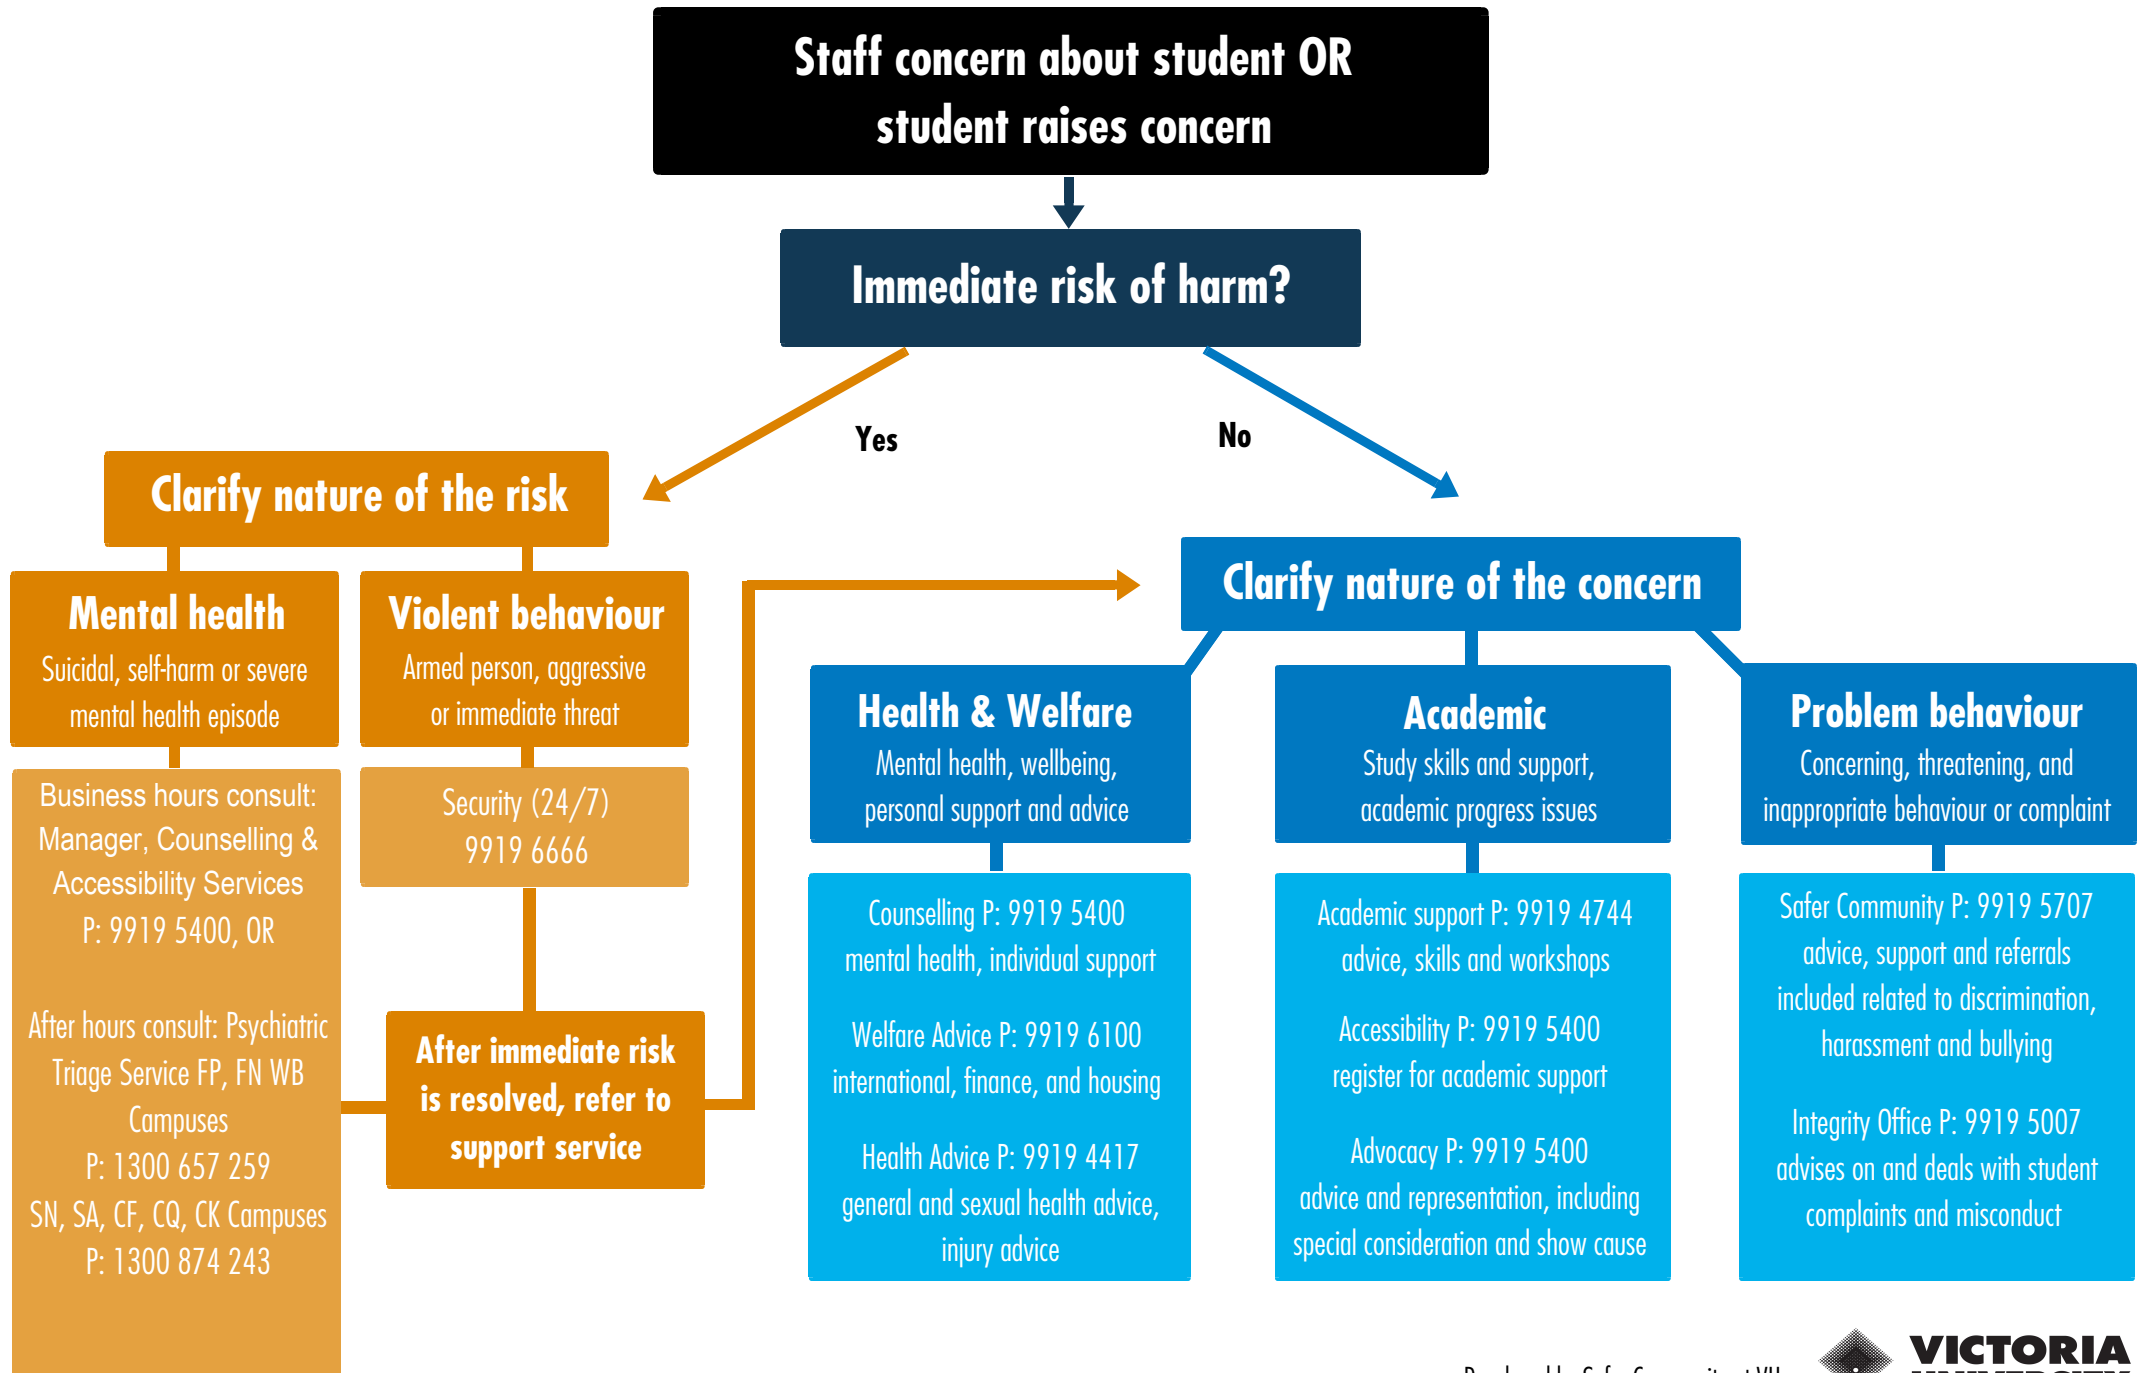 Staff concern about student OR
student raises concern
Immediate risk of harm?
Yes
No
Clarify nature of the risk
Mental health
Suicidal, self-harm or severe
mental health episode
Business hours consult:
Manager, Counselling &
Accessibility Services
P: 9919 5400, OR
After hours consult: Psychiatric
Triage Service FP, FN WB
Campuses
P: 1300 657 259
SN, SA, CF, CQ, CK Campuses
P: 1300 874 243
Violent behaviour
Armed person, aggressive
or immediate threat
Security (24/7)
9919 6666
After immediate risk
is resolved, refer to
support service
Clarify nature of the concern
Health & Welfare
Mental health, wellbeing,
personal support and advice
Counselling P: 9919 5400
mental health, individual support
Welfare Advice P: 9919 6100
international, finance, and housing
Health Advice P: 9919 4417
general and sexual health advice,
injury advice
Academic
Study skills and support,
academic progress issues
Academic support P: 9919 4744
advice, skills and workshops
Accessibility P: 9919 5400
register for academic support
Advocacy P: 9919 5400
advice and representation, including
special consideration and show cause
Problem behaviour
Concerning, threatening, and
inappropriate behaviour or complaint
Safer Community P: 9919 5707
advice, support and referrals
included related to discrimination,
harassment and bullying
Integrity Office P: 9919 5007
advises on and deals with student
complaints and misconduct
VICTORIA
UNIVERSITY